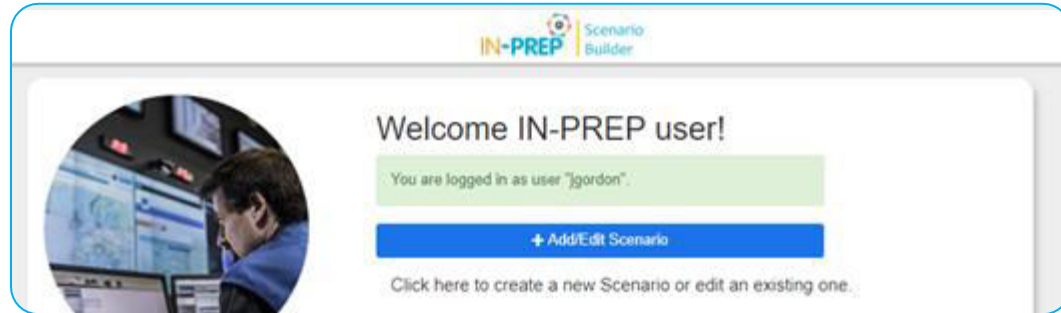 IN-PREP
Scenario
Builder
Welcome IN-PREP user!
You are logged in as user "jgordon".
+ Add/Edit Scenario
Click here to create a new Scenario or edit an existing one.